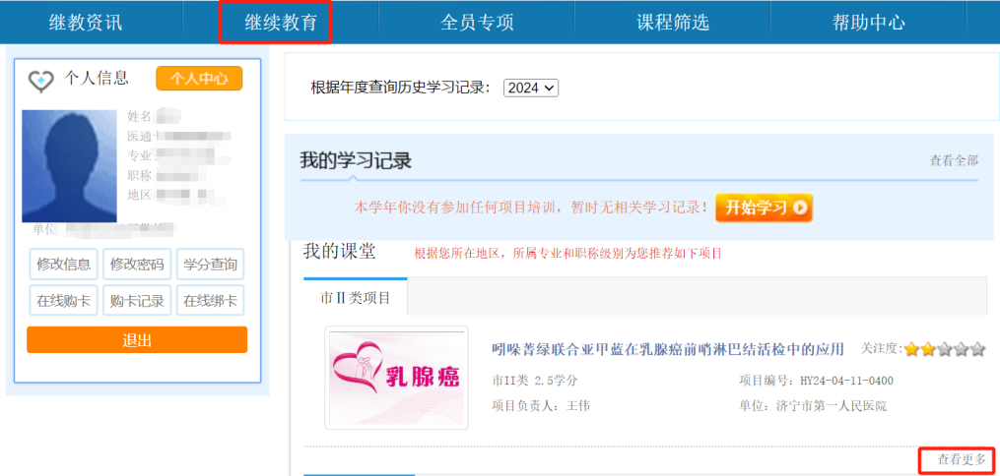 继教资讯 继续教育 全员专项 课程筛选 帮助中心
个人信息 个人中心
姓名
医通卡
专业
职称
地区
单位
修改信息 修改密码 学分查询
在线购卡 购卡记录 在线绑卡
退出
根据年度查询历史学习记录： 2024
我的学习记录 查看全部
本学年你没有参加任何项目培训，暂时无相关学习记录！ 开始学习
我的课堂 根据您所在地区，所属专业和职称级别为您推荐如下项目
市Ⅱ类项目
乳腺癌
吲哚菁绿联合亚甲蓝在乳腺癌前哨淋巴结活检中的应用 关注度：
市II类 2.5学分 项目编号：HY24-04-11-0400
项目负责人：王伟 单位：济宁市第一人民医院
查看更多